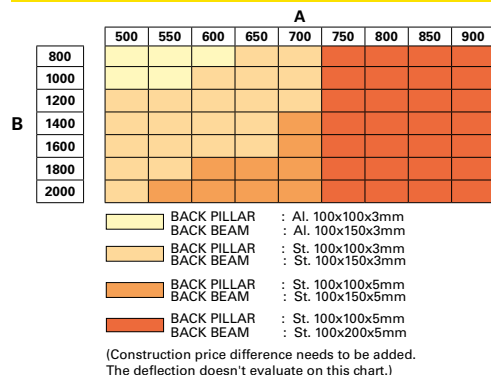 A
500 550 600 650 700 750 800 850 900
800
1000
1200
B
1400
1600
1800
2000
BACK PILLAR : Al. 100x100x3mm
BACK BEAM : Al. 100x150x3mm
BACK PILLAR : St. 100x100x3mm
BACK BEAM : St. 100x150x3mm
BACK PILLAR : St. 100x100x5mm
BACK BEAM : St. 100x150x5mm
BACK PILLAR : St. 100x100x5mm
BACK BEAM : St. 100x200x5mm
(Construction price difference needs to be added.
The deflection doesn't evaluate on this chart.)